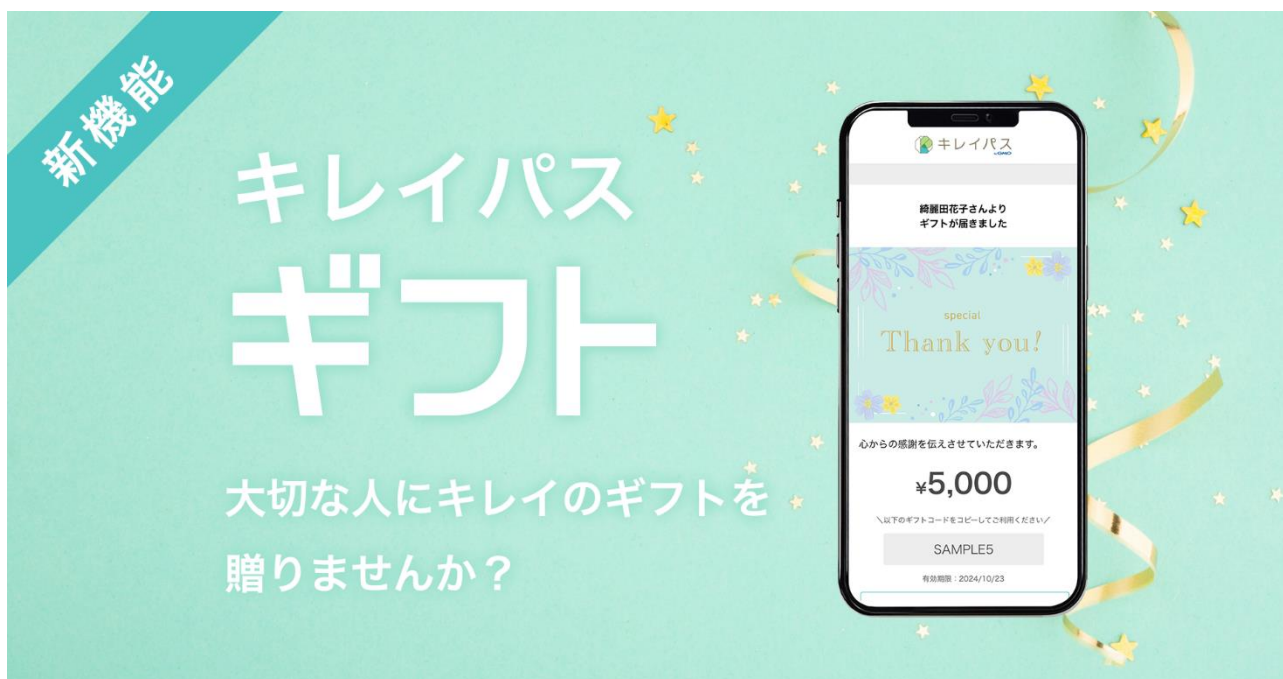 新機能
キレイパス
ギフト
大切な人にキレイのギフトを
贈りませんか？
キレイパス
by GMO
綺麗田花子さんより
ギフトが届きました
special
Thank you!
心からの感謝を伝えさせていただきます。
¥5,000
＼以下のギフトコードをコピーしてご利用ください／
SAMPLE5
有効期限：2024/10/23